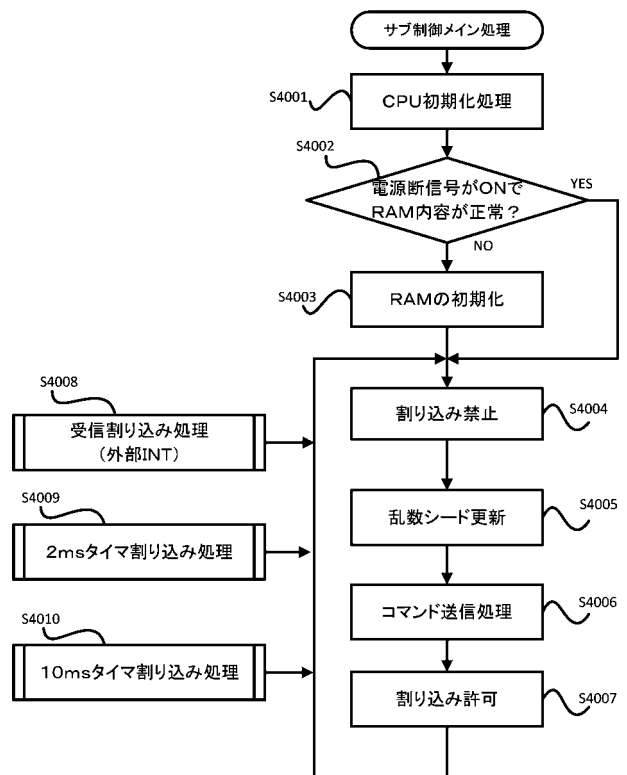 サブ制御メイン処理
S4001
CPU初期化処理
S4002
電源断信号がONで
RAM内容が正常？
YES
NO
S4003
RAMの初期化
S4008
受信割り込み処理
(外部INT)
割り込み禁止
S4004
S4009
2msタイマ割り込み処理
乱数シード更新
S4005
S4010
10msタイマ割り込み処理
コマンド送信処理
S4006
割り込み許可
S4007